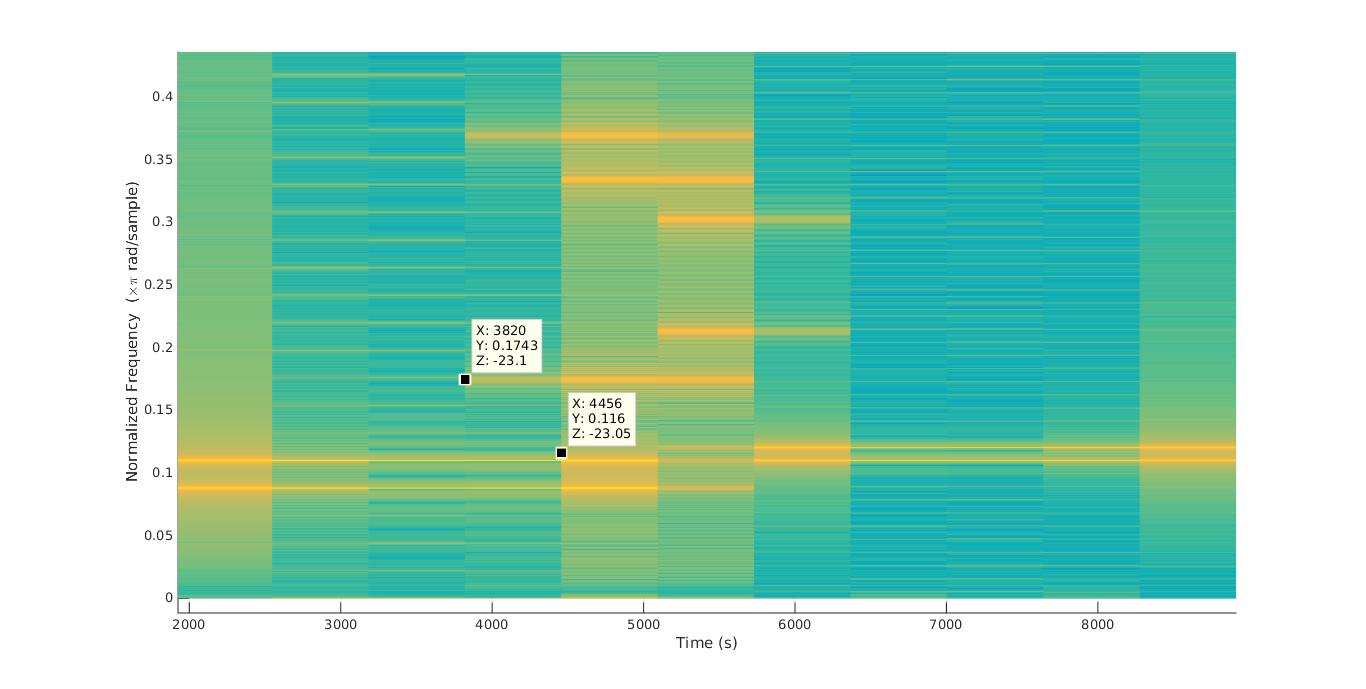 0.4
0.35
0.3
0.25
0.2
0.15
0.1
0.05
0
Normalized Frequency (×π rad/sample)
X: 3820
Y: 0.1743
Z: -23.1
X: 4456
Y: 0.116
Z: -23.05
2000
3000
4000
5000
6000
7000
8000
Time (s)